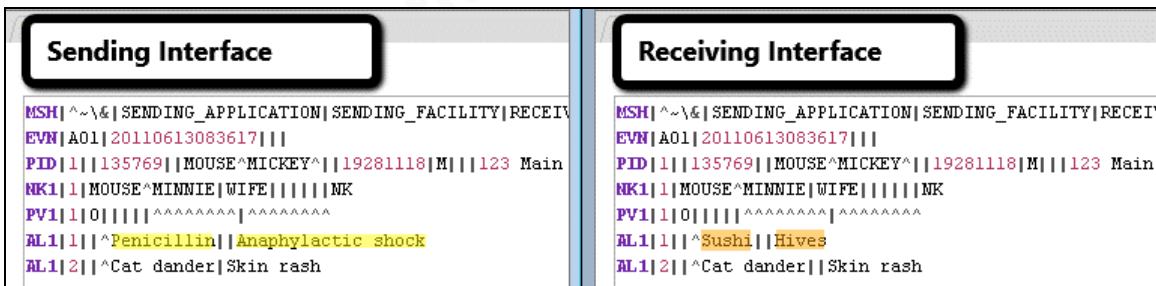 Sending Interface
MSH|^~\&|SENDING_APPLICATION|SENDING_FACILITY|RECEIV
EVN|A01|20110613083617|||
PID|1||135769||MOUSE^MICKEY^||19281118|M|||123 Main
NK1|1|MOUSE^MINNIE|WIFE||||||NK
PV1|1|O|||||^^^^^^^^|^^^^^^^^
AL1|1||^Penicillin||Anaphylactic shock
AL1|2||^Cat dander|Skin rash
Receiving Interface
MSH|^~\&|SENDING_APPLICATION|SENDING_FACILITY|RECEI
EVN|A01|20110613083617|||
PID|1||135769||MOUSE^MICKEY^||19281118|M|||123 Main
NK1|1|MOUSE^MINNIE|WIFE||||||NK
PV1|1|O|||||^^^^^^^^|^^^^^^^^
AL1|1||^Sushi||Hives
AL1|2||^Cat dander||Skin rash